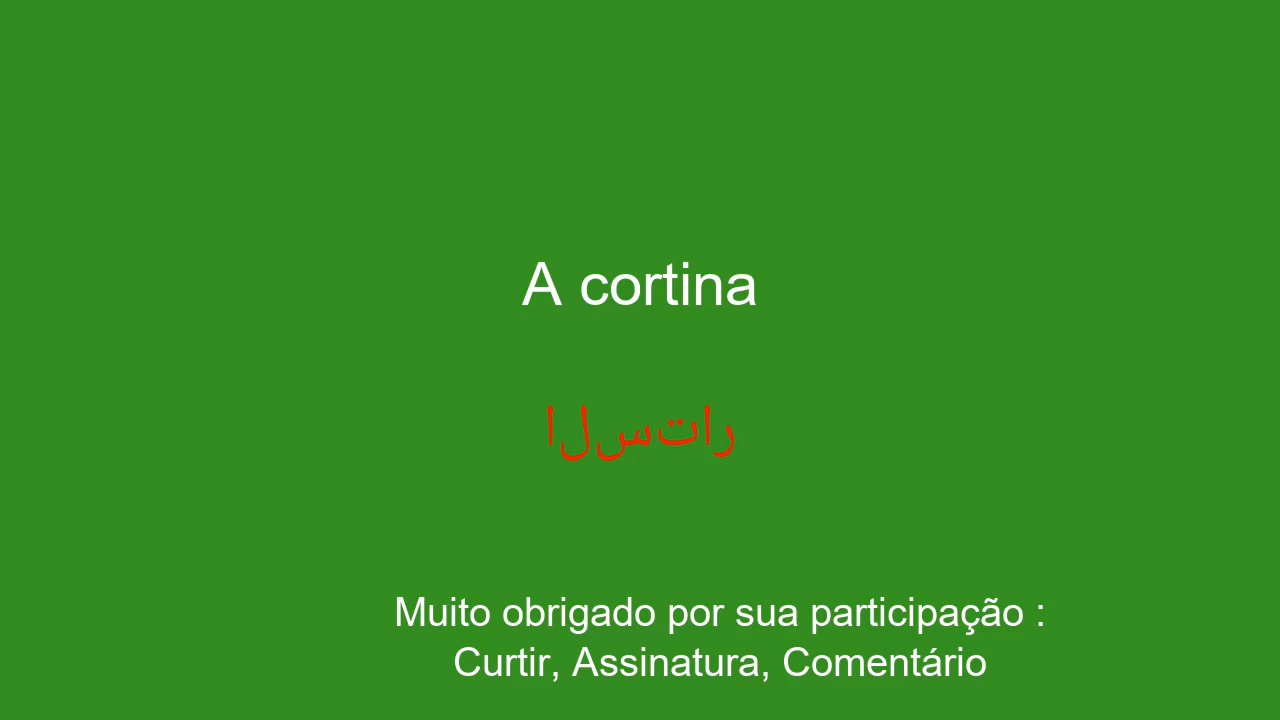 A cortina
الستار
Muito obrigado por sua participação :
Curtir, Assinatura, Comentário